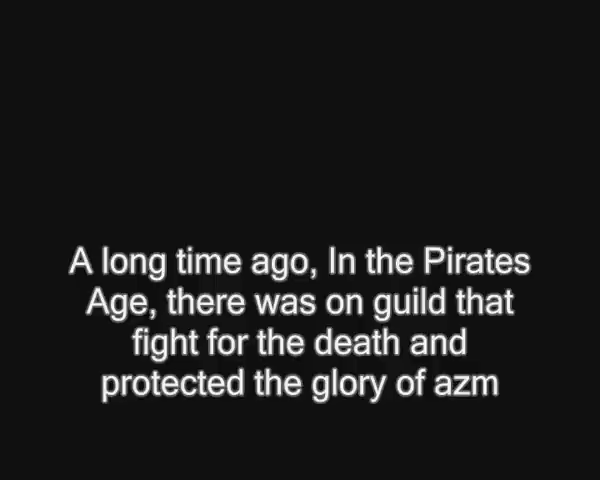 A long time ago, In the Pirates
Age, there was on guild that
fight for the death and
protected the glory of azm